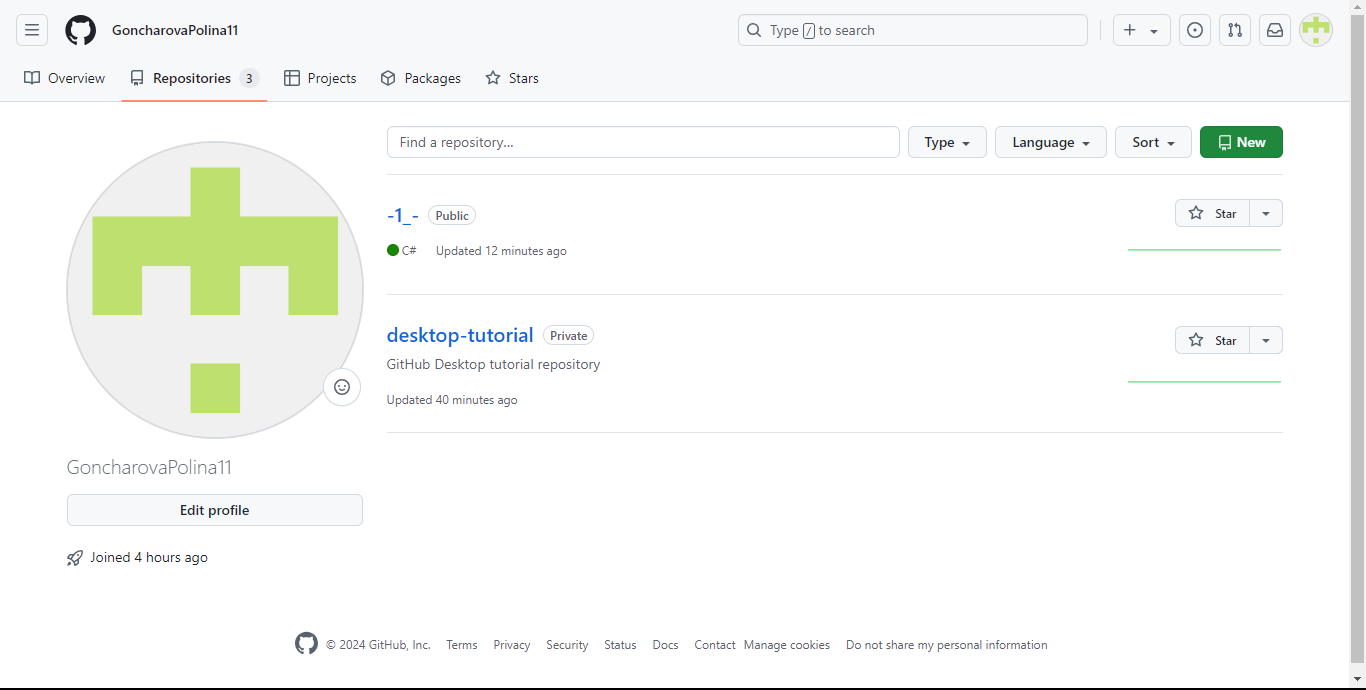 GoncharovaPolina11
Type / to search
Overview
Repositories 3
Projects
Packages
Stars
Find a repository...
Type
Language
Sort
New
-1_- Public
Star
C# Updated 12 minutes ago
desktop-tutorial Private
Star
GitHub Desktop tutorial repository
Updated 40 minutes ago
GoncharovaPolina11
Edit profile
Joined 4 hours ago
© 2024 GitHub, Inc. Terms Privacy Security Status Docs Contact Manage cookies Do not share my personal information